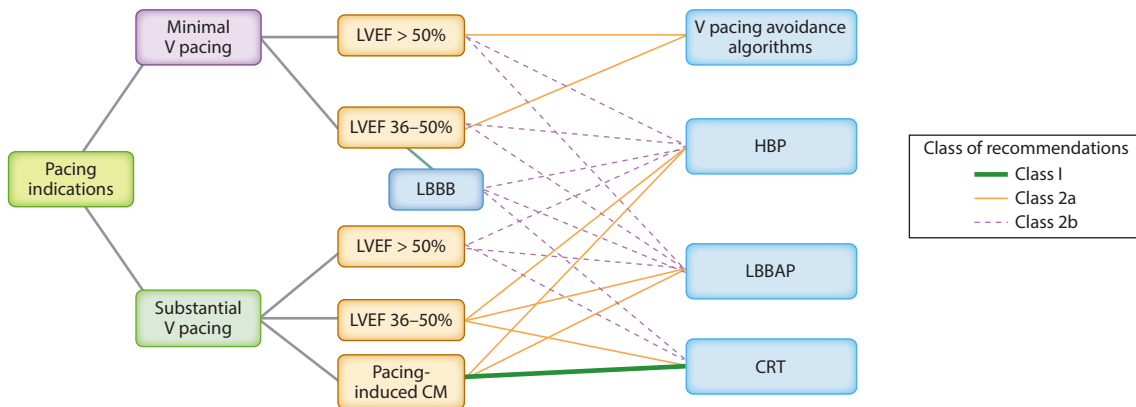 Minimal
V pacing
LVEF > 50%
V pacing avoidance
algorithms
LVEF 36–50%
HBP
Pacing
indications
LBBB
LVEF > 50%
LBBAP
Substantial
V pacing
LVEF 36–50%
Pacing-
induced CM
CRT
Class of recommendations
Class I
Class 2a
Class 2b